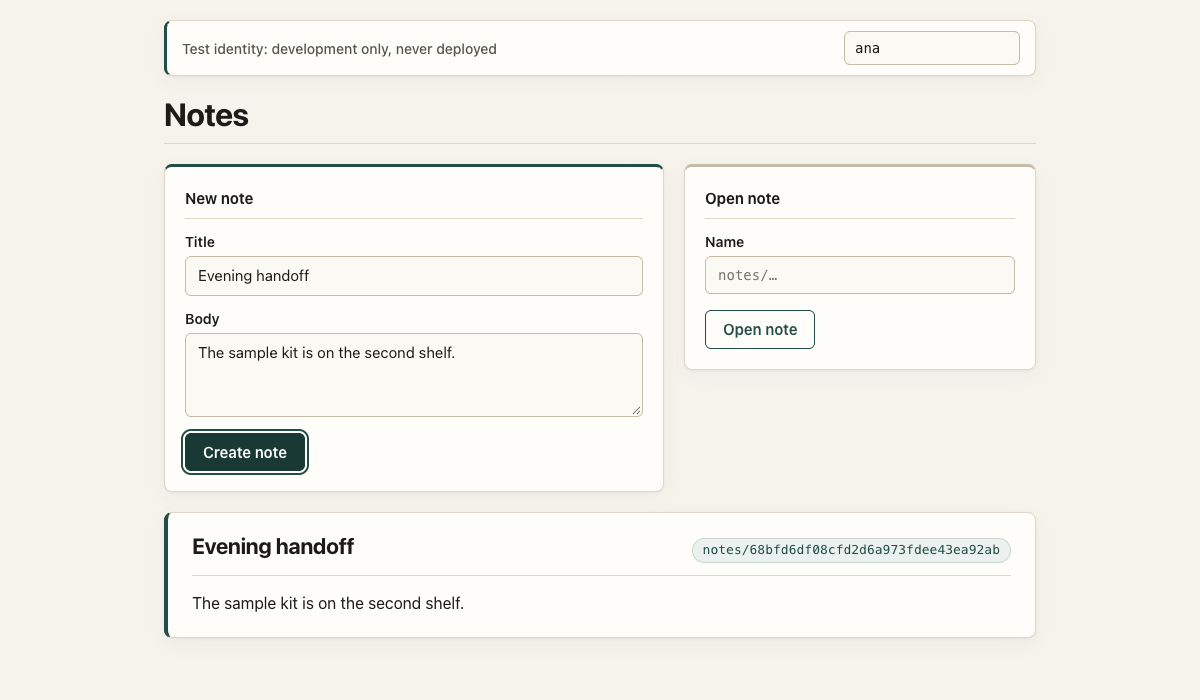 Test identity: development only, never deployed
ana
Notes
New note
Title
Evening handoff
Body
The sample kit is on the second shelf.
Create note
Open note
Name
notes/…
Open note
Evening handoff
notes/68bfd6df08cfd2d6a973fdee43ea92ab
The sample kit is on the second shelf.